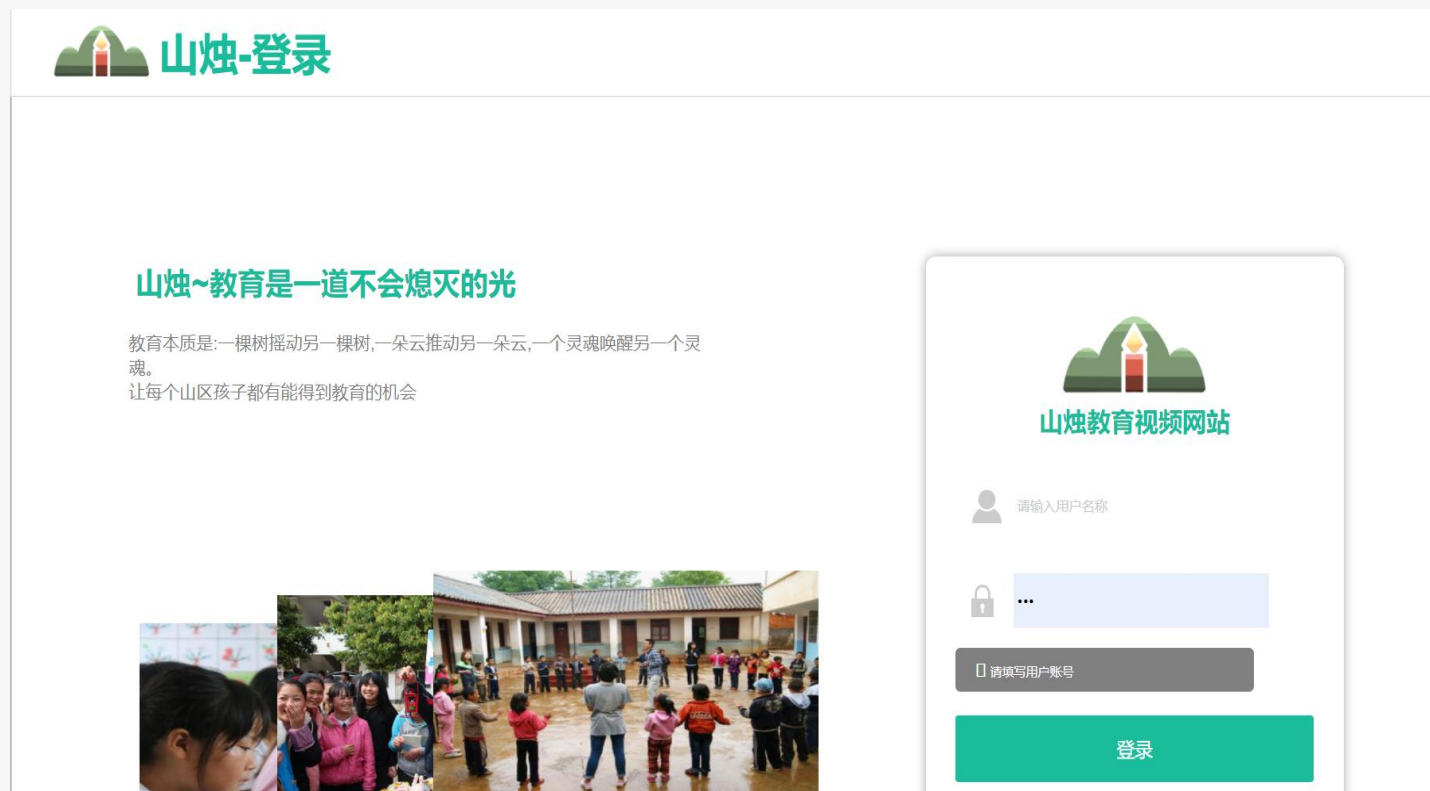 山烛-登录
山烛~教育是一道不会熄灭的光
教育本质是:一棵树摇动另一棵树,一朵云推动另一朵云,一个灵魂唤醒另一个灵
魂。
让每个山区孩子都有能得到教育的机会
山烛教育视频网站
请输入用户名称
•••
请填写用户账号
登录